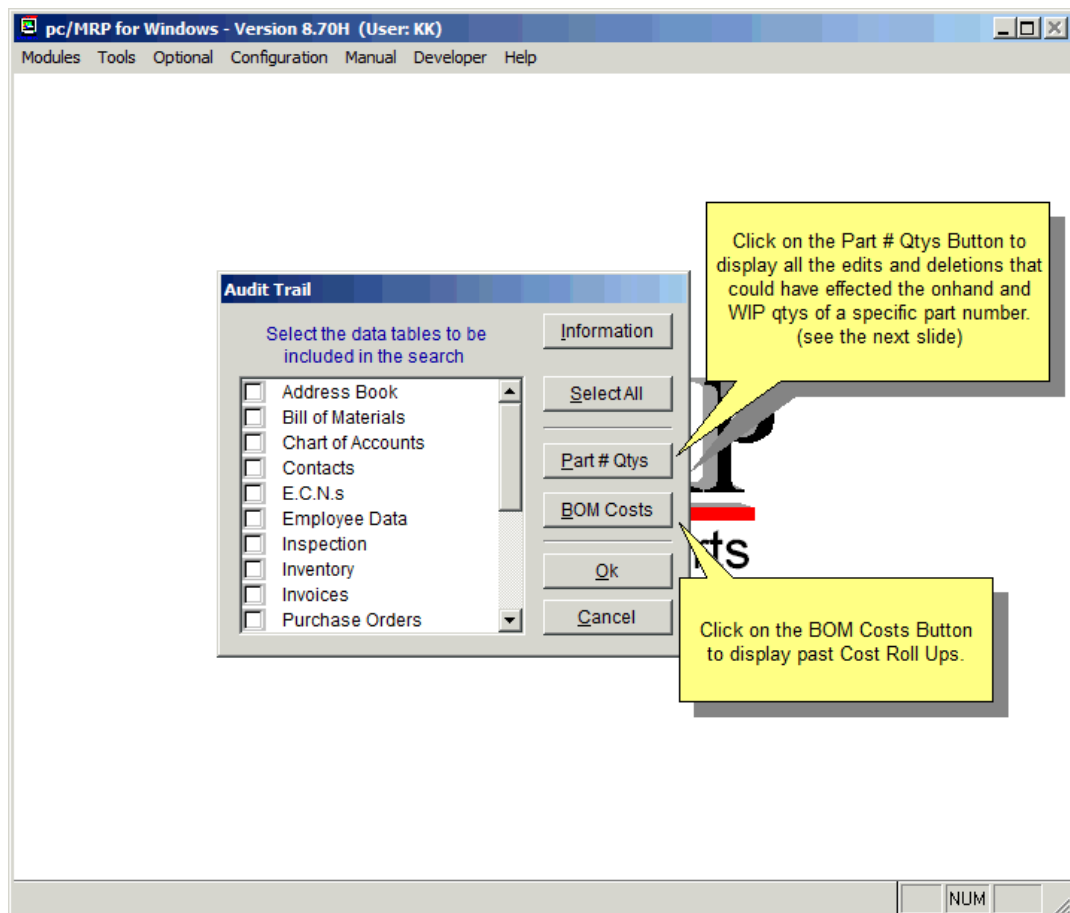 pc/MRP for Windows - Version 8.70H (User: KK)
Modules Tools Optional Configuration Manual Developer Help
Click on the Part # Qtys Button to
display all the edits and deletions that
could have effected the onhand and
WIP qtys of a specific part number.
(see the next slide)
Audit Trail
Select the data tables to be
included in the search
Address Book
Bill of Materials
Chart of Accounts
Contacts
E.C.N.s
Employee Data
Inspection
Inventory
Invoices
Purchase Orders
Information
Select All
Part # Qtys
BOM Costs
Ok
Cancel
Click on the BOM Costs Button
to display past Cost Roll Ups.
NUM